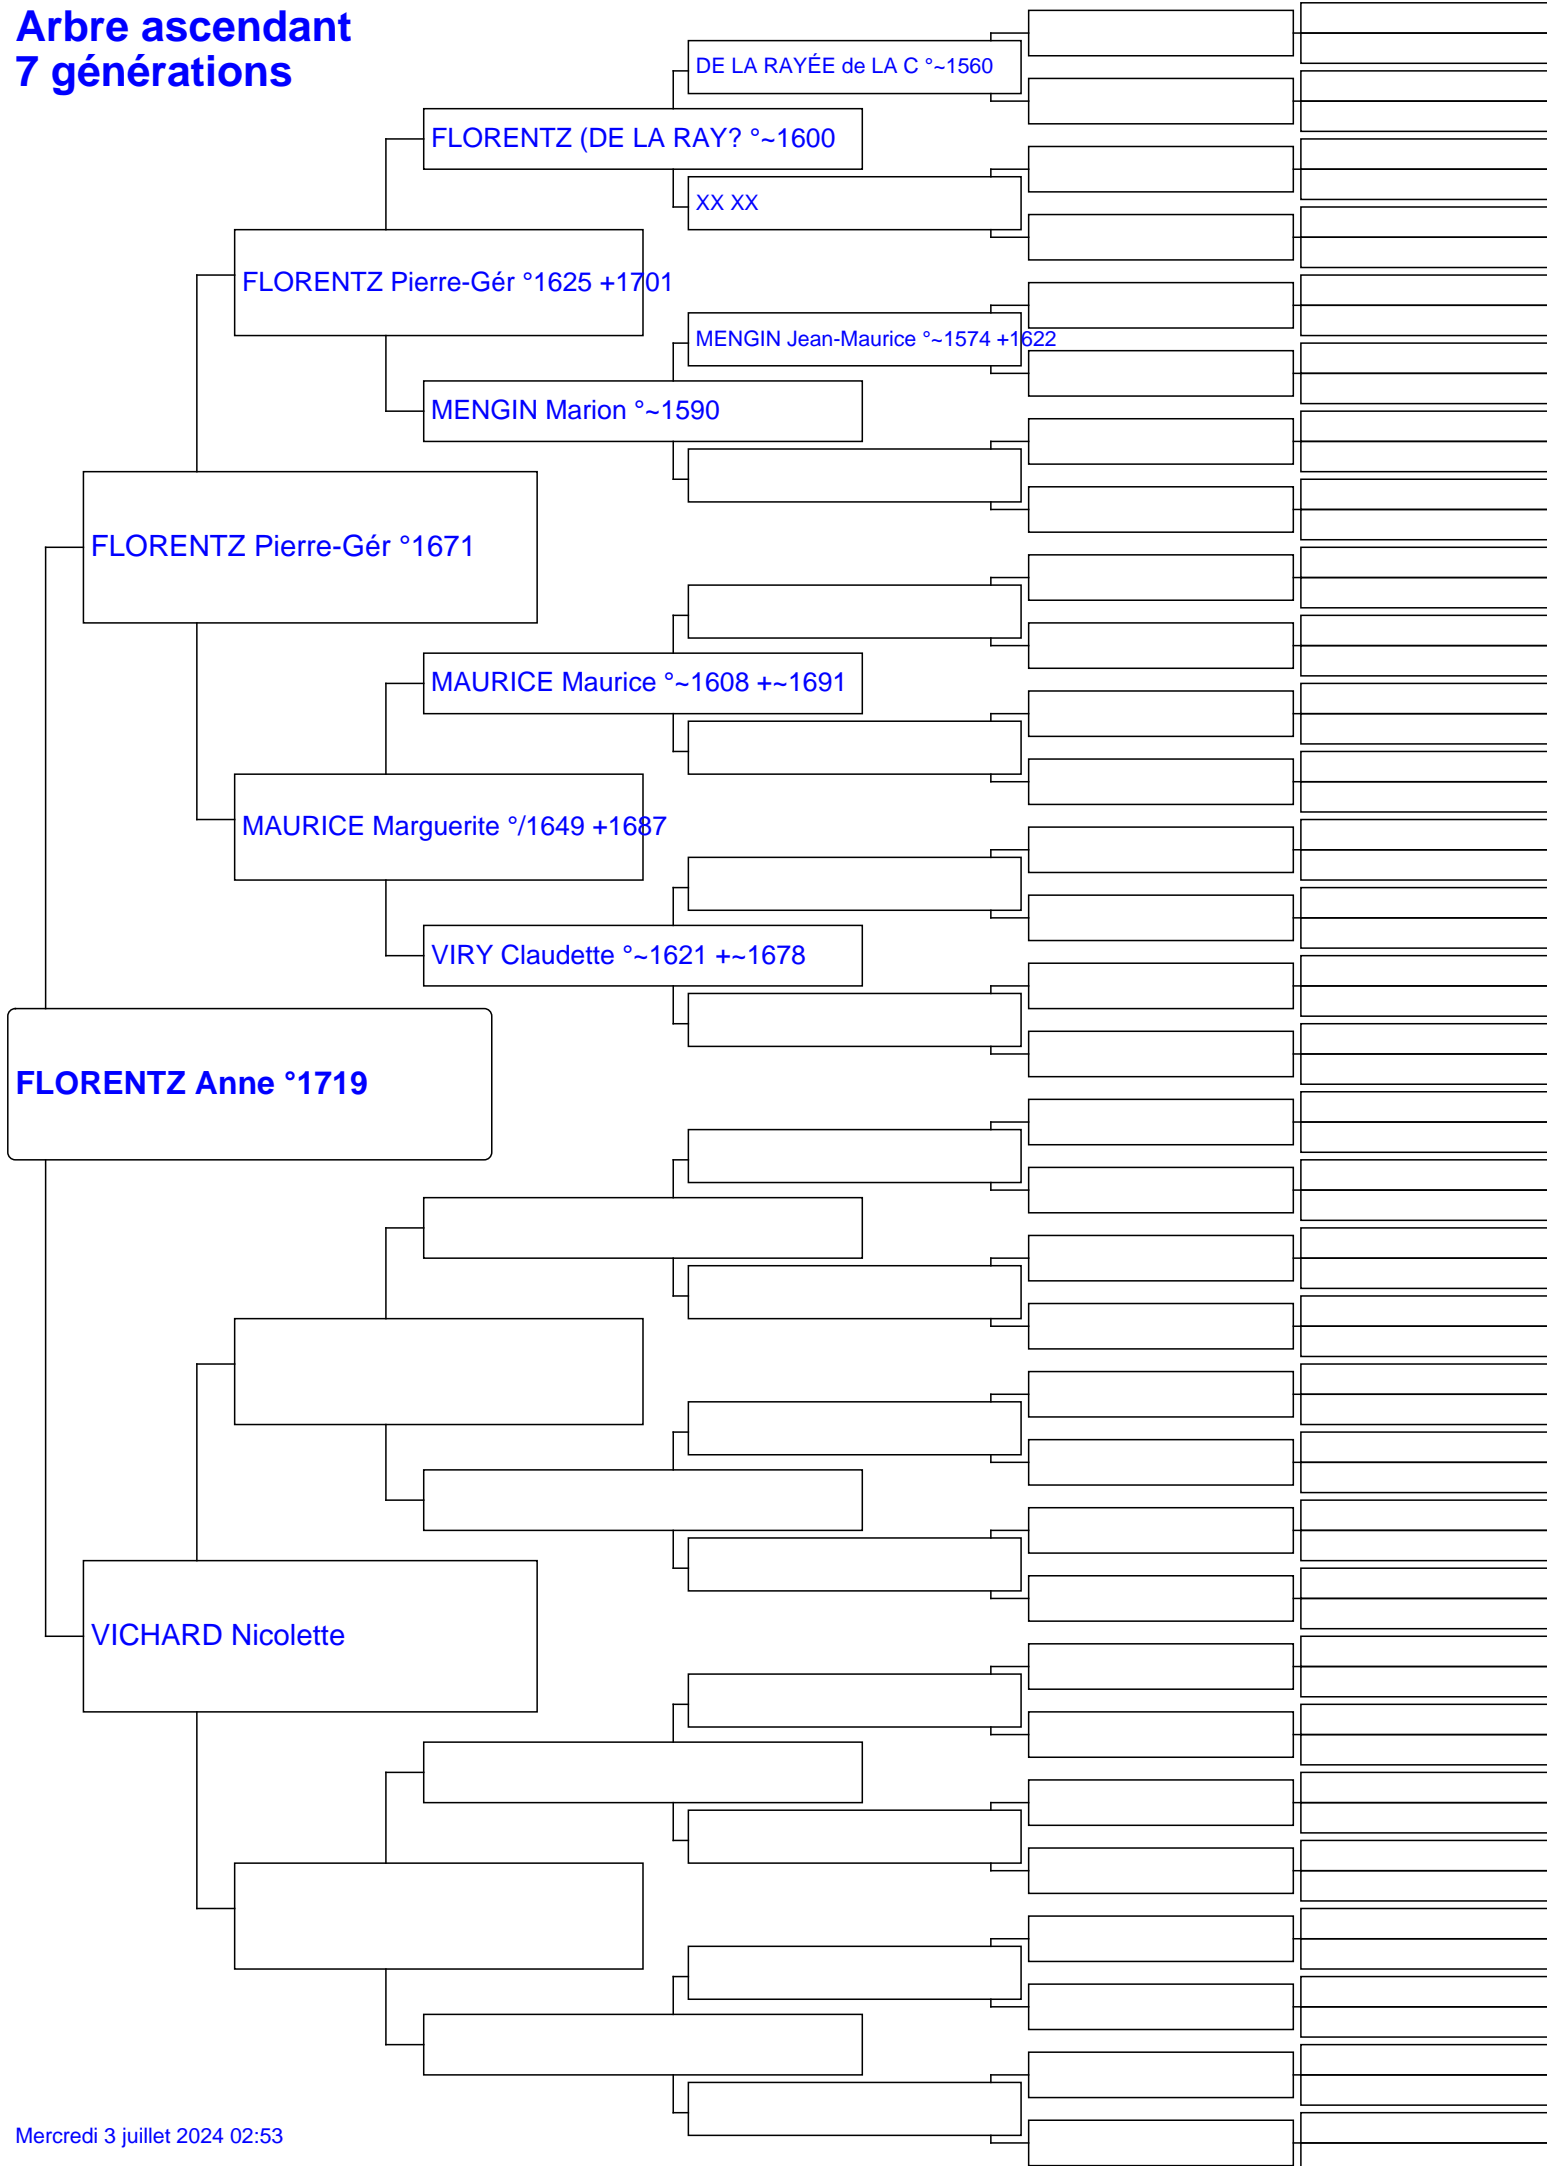 Arbre ascendant
7 générations
DE LA RAYÉE de LA C °~1560
FLORENTZ (DE LA RAY? °~1600
XX XX
FLORENTZ Pierre-Gér °1625 +1701
MENGIN Jean-Maurice °~1574 +1622
MENGIN Marion °~1590
FLORENTZ Pierre-Gér °1671
MAURICE Maurice °~1608 +~1691
MAURICE Marguerite °/1649 +1687
VIRY Claudette °~1621 +~1678
FLORENTZ Anne °1719
VICHARD Nicolette
Mercredi 3 juillet 2024 02:53